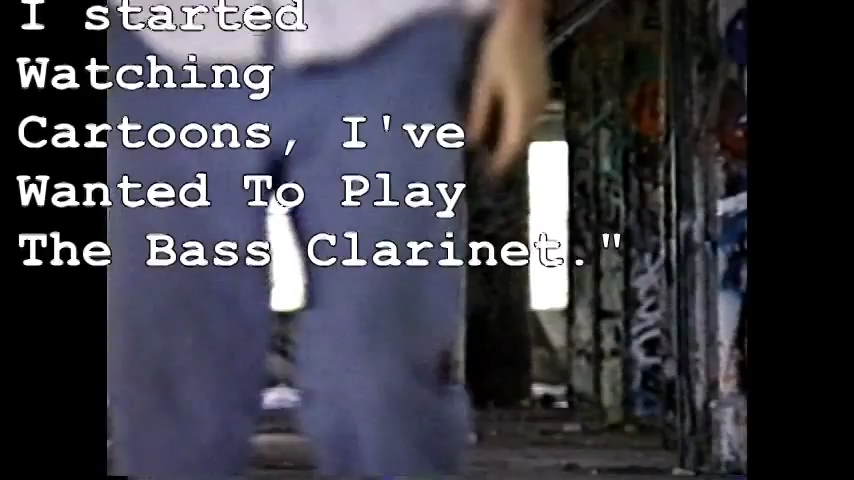 I started
Watching
Cartoons, I've
Wanted To Play
The Bass Clarinet."